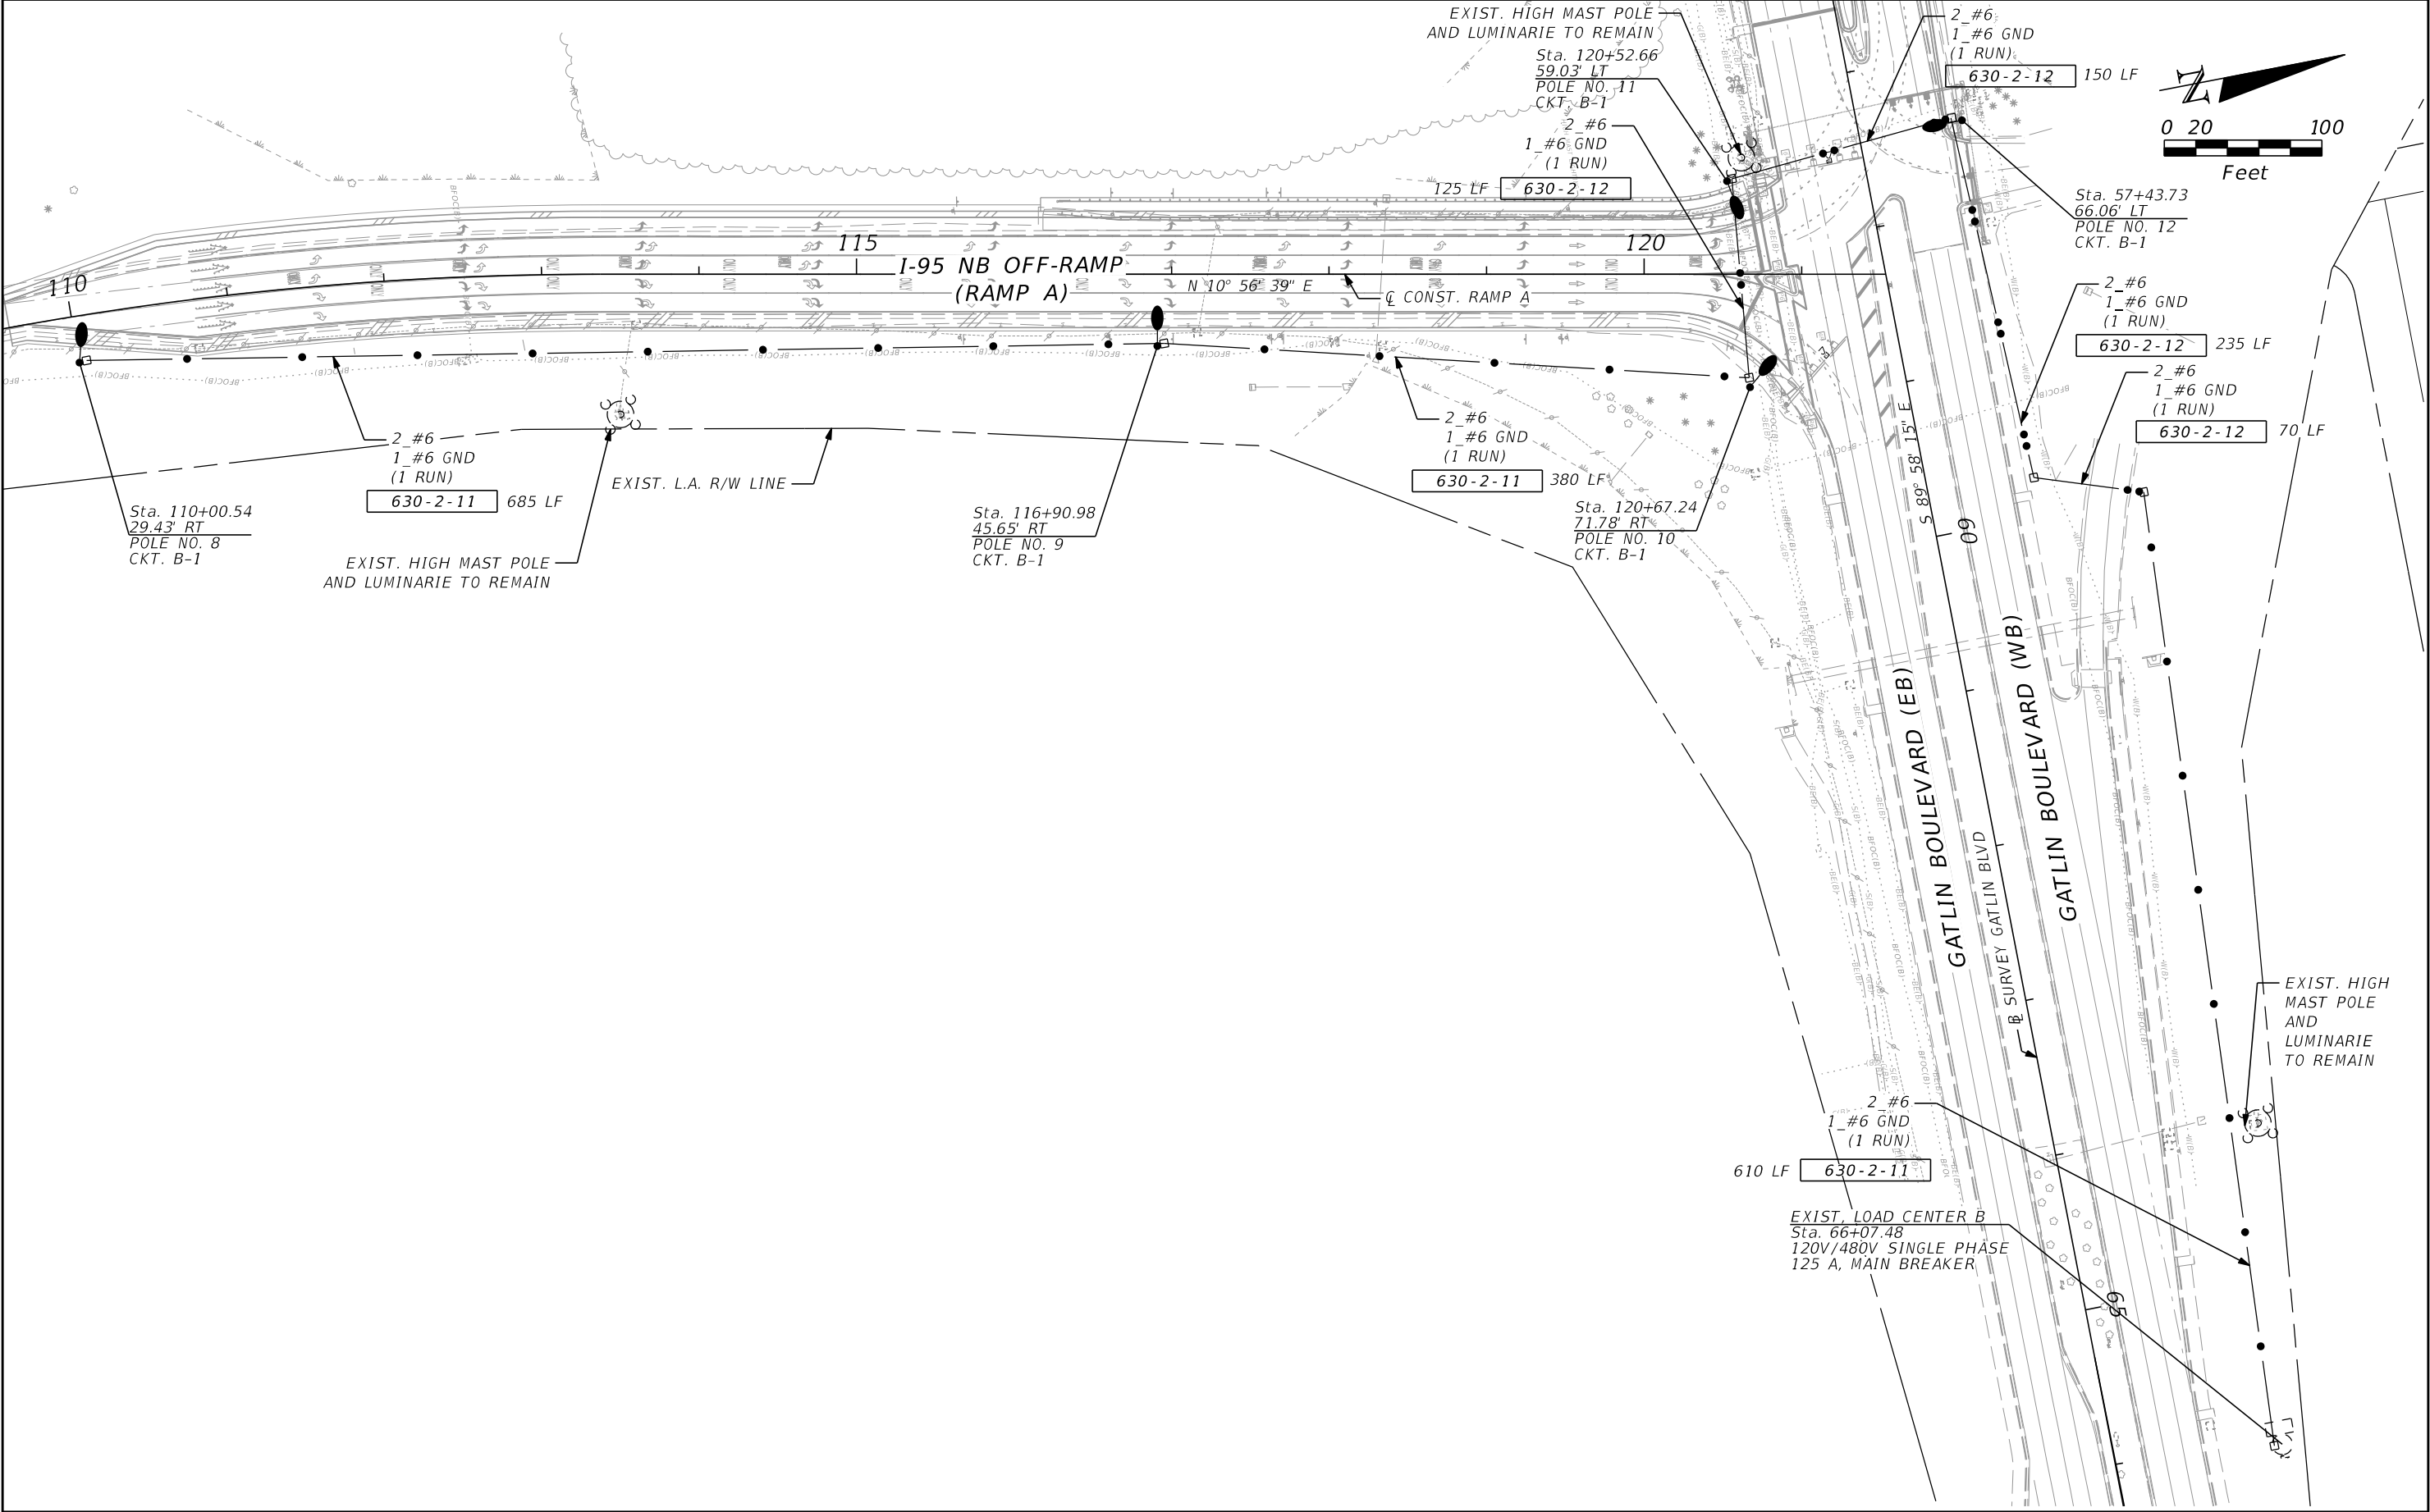 EXIST. HIGH MAST POLE
AND LUMINARIE TO REMAIN
Sta. 120+52.66
59.03' LT
POLE NO. 11
CKT. B-1
2_#6
1_#6 GND
(1 RUN)
125 LF 630-2-12
2_#6
1_#6 GND
(1 RUN)
630-2-12 150 LF
N
0 20 100
Feet
Sta. 57+43.73
66.06' LT
POLE NO. 12
CKT. B-1
110
115
120
I-95 NB OFF-RAMP
(RAMP A)
N 10° 56' 39" E
℄ CONST. RAMP A
2_#6
1_#6 GND
(1 RUN)
630-2-12 235 LF
2_#6
1_#6 GND
(1 RUN)
630-2-12 70 LF
2_#6
1_#6 GND
(1 RUN)
630-2-11 685 LF
EXIST. L.A. R/W LINE
2_#6
1_#6 GND
(1 RUN)
630-2-11 380 LF
Sta. 110+00.54
29.43' RT
POLE NO. 8
CKT. B-1
EXIST. HIGH MAST POLE
AND LUMINARIE TO REMAIN
Sta. 116+90.98
45.65' RT
POLE NO. 9
CKT. B-1
Sta. 120+67.24
71.78' RT
POLE NO. 10
CKT. B-1
S 89° 58' 15" E
60
GATLIN BOULEVARD (EB)
B SURVEY GATLIN BLVD
GATLIN BOULEVARD (WB)
EXIST. HIGH
MAST POLE
AND
LUMINARIE
TO REMAIN
2_#6
1_#6 GND
(1 RUN)
610 LF 630-2-11
EXIST. LOAD CENTER B
Sta. 66+07.48
120V/480V SINGLE PHASE
125 A, MAIN BREAKER
65